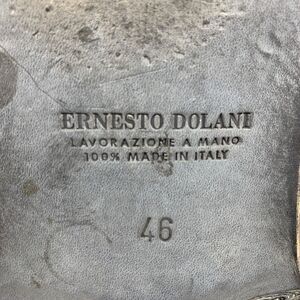 ERNESTO DOLANI
LAVORAZIONE A MANO
100% MADE IN ITALY
46